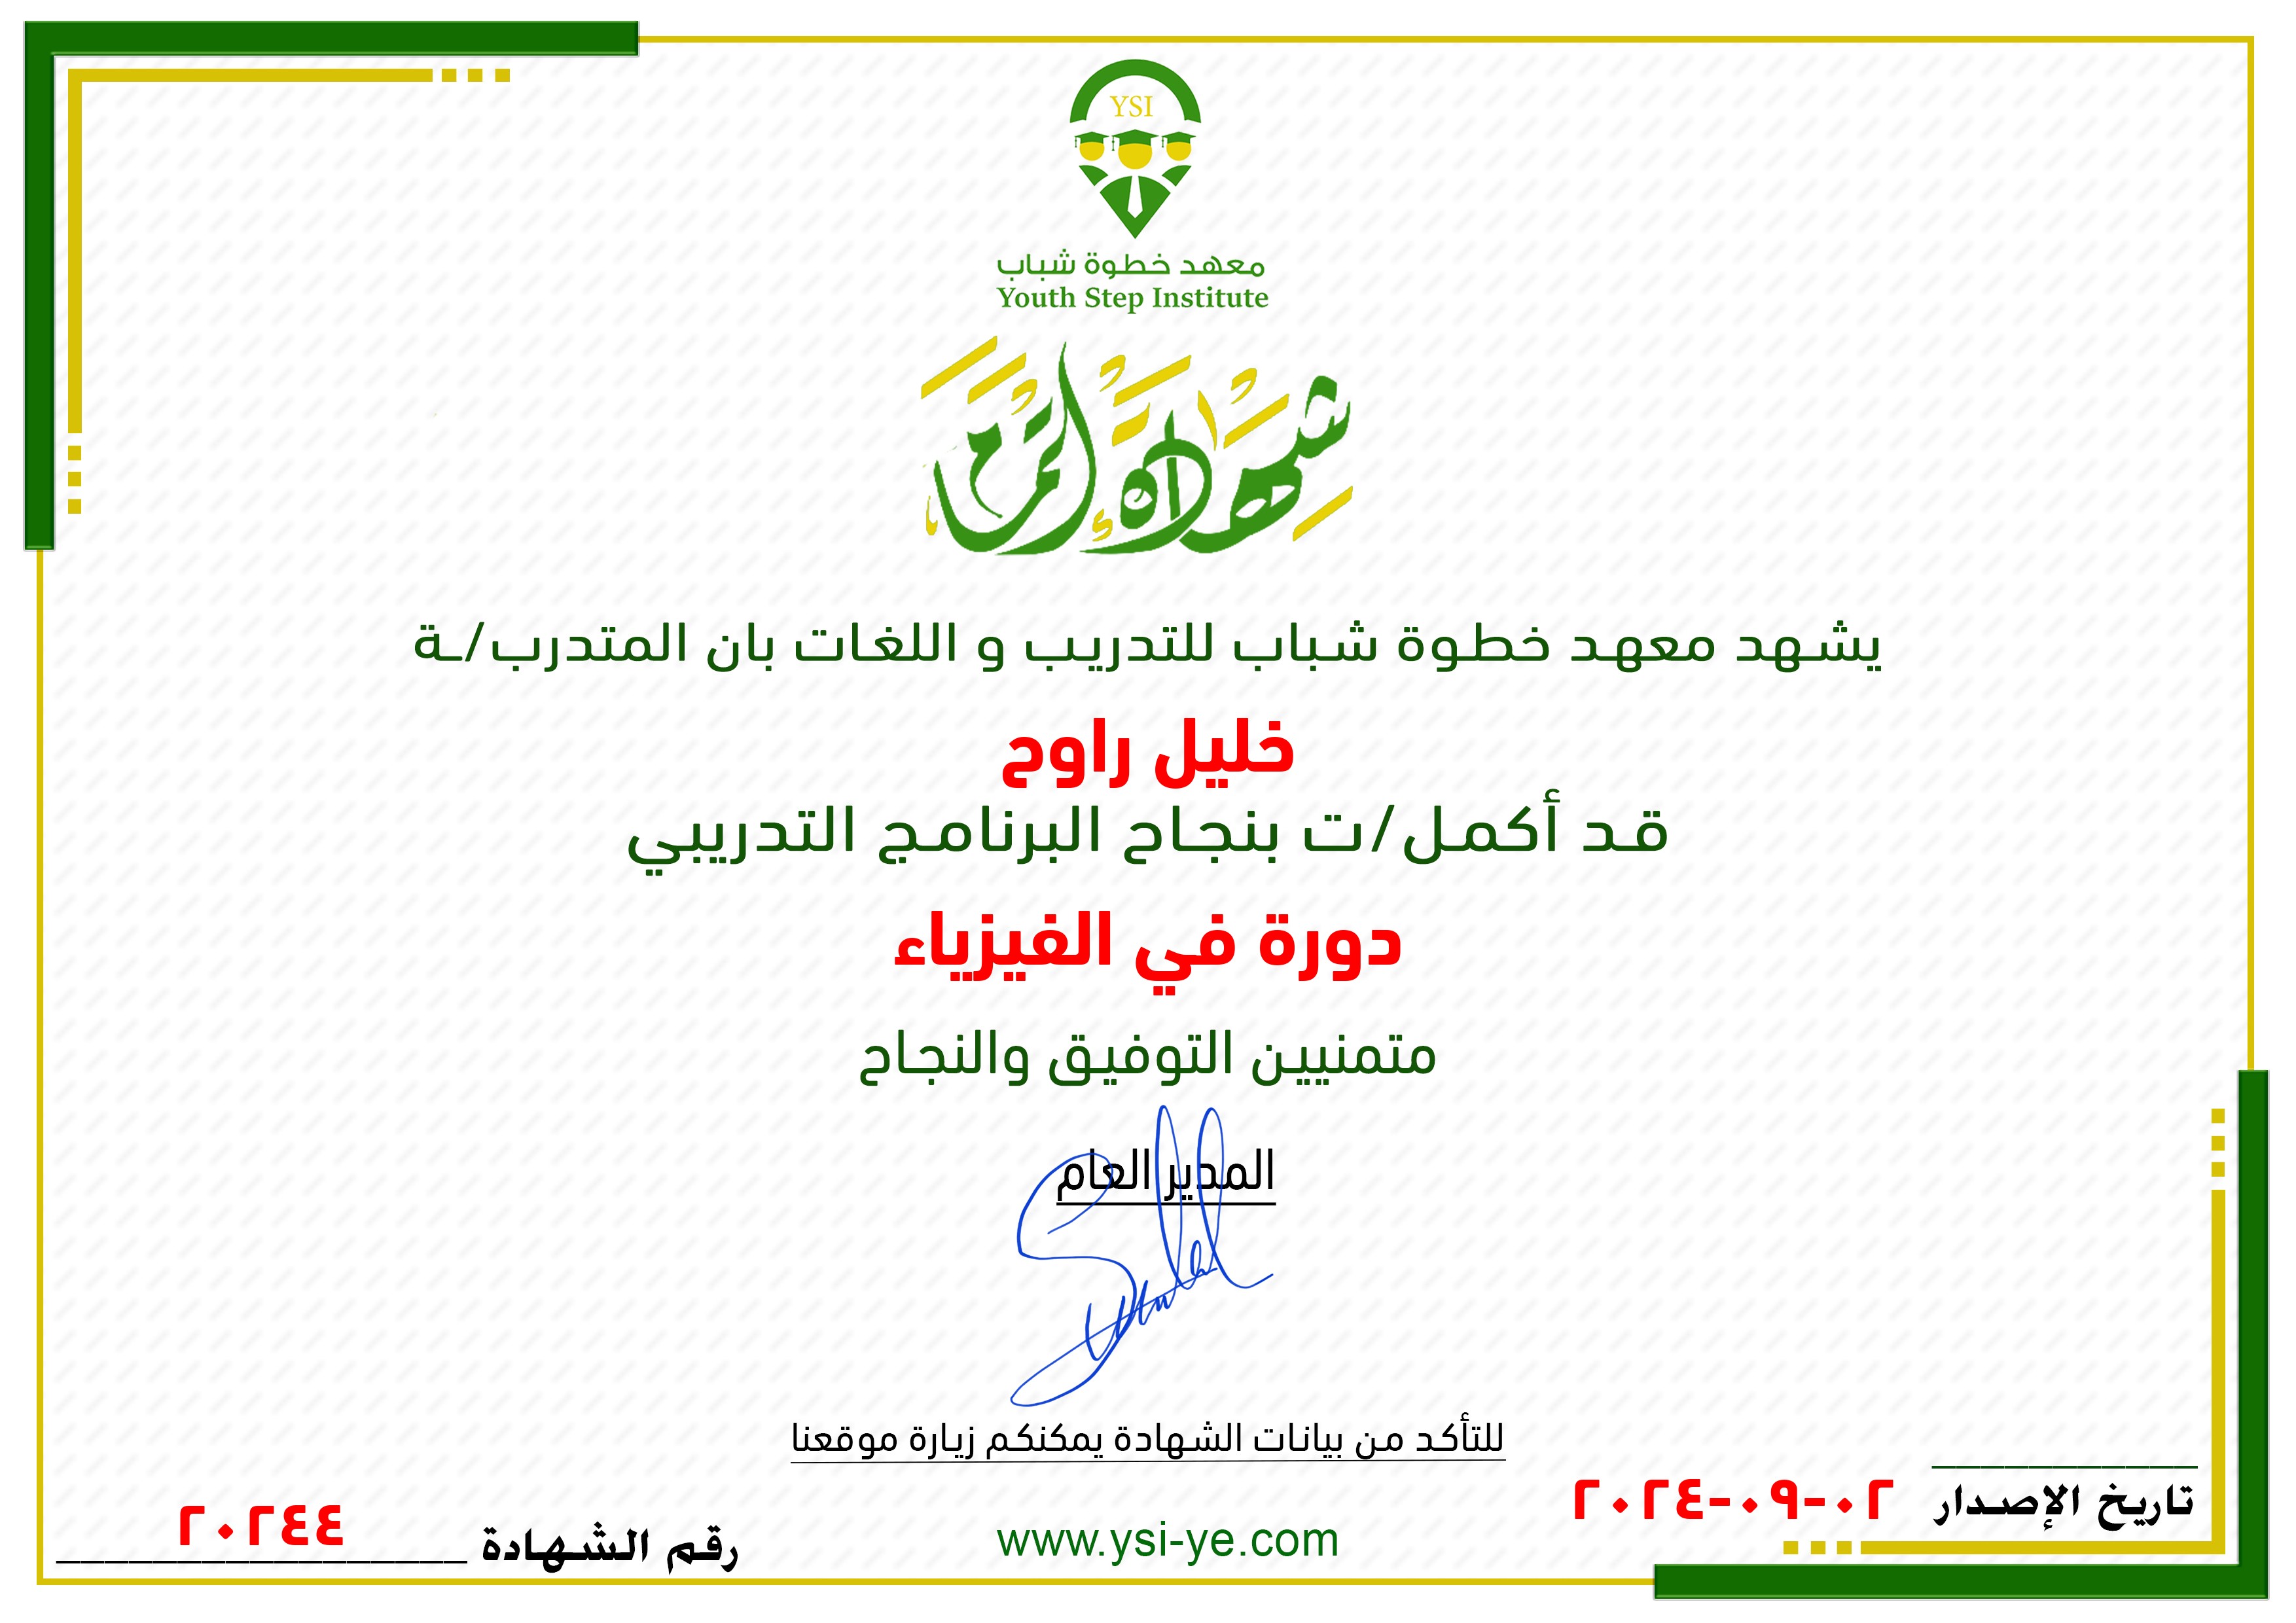 YSI
معهد خطوة شباب
Youth Step Institute
شِهَادَةُ إتمام
يشهد معهد خطوة شباب للتدريب و اللغات بان المتدرب/ـة
خليل راوح
قد أكمل/ت بنجاح البرنامج التدريبي
دورة في الفيزياء
متمنيين التوفيق والنجاح
المدير العام
للتأكد من بيانات الشهادة يمكنكم زيارة موقعنا
تاريخ الإصدار ٢٠٢٤-٠٩-٠٢
www.ysi-ye.com
رقم الشهادة ٢٠٢٤٤